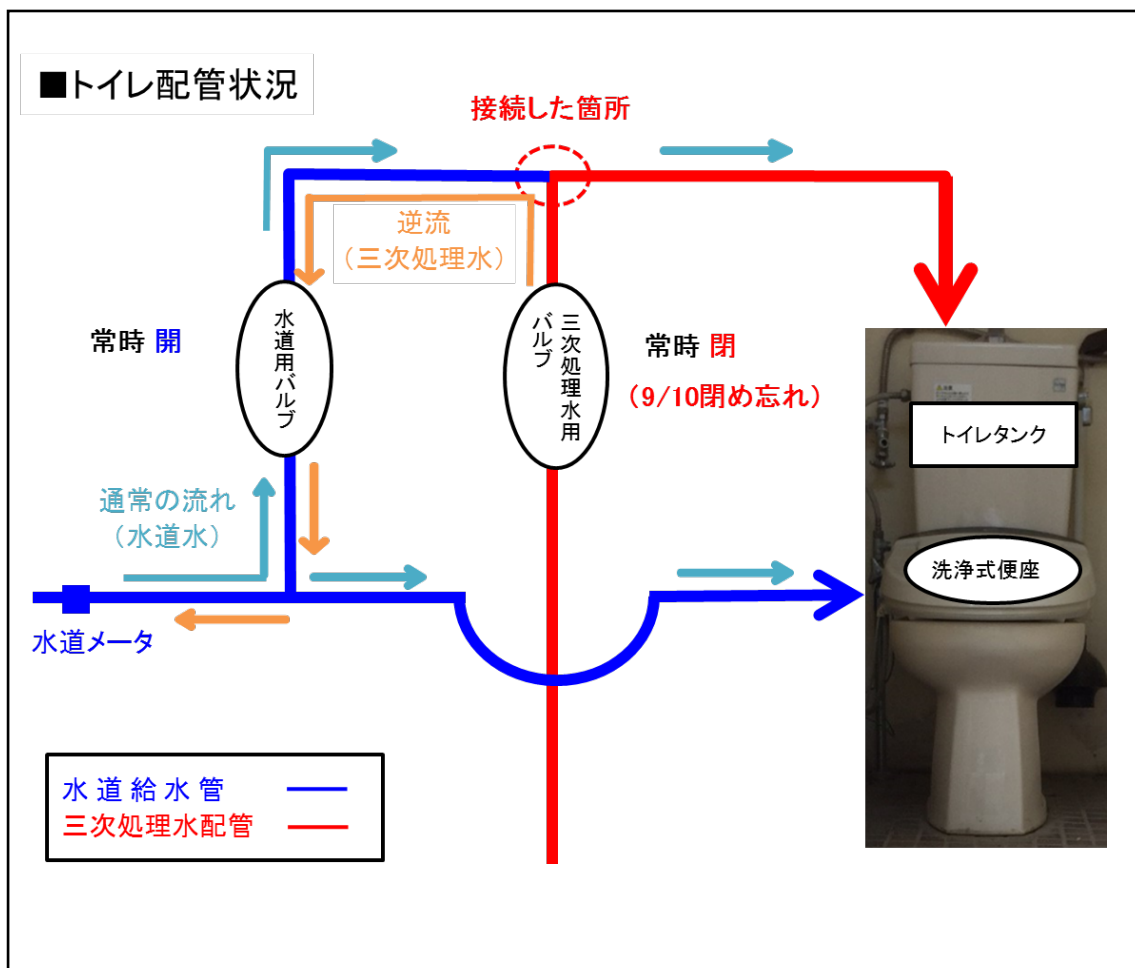 ■トイレ配管状況
接続した箇所
逆流
（三次処理水）
水道用バルブ
三次処理水用
バルブ
常時 開
常時 閉
（9/10閉め忘れ）
トイレタンク
通常の流れ
（水道水）
洗浄式便座
水道メータ
水道給水管
三次処理水配管